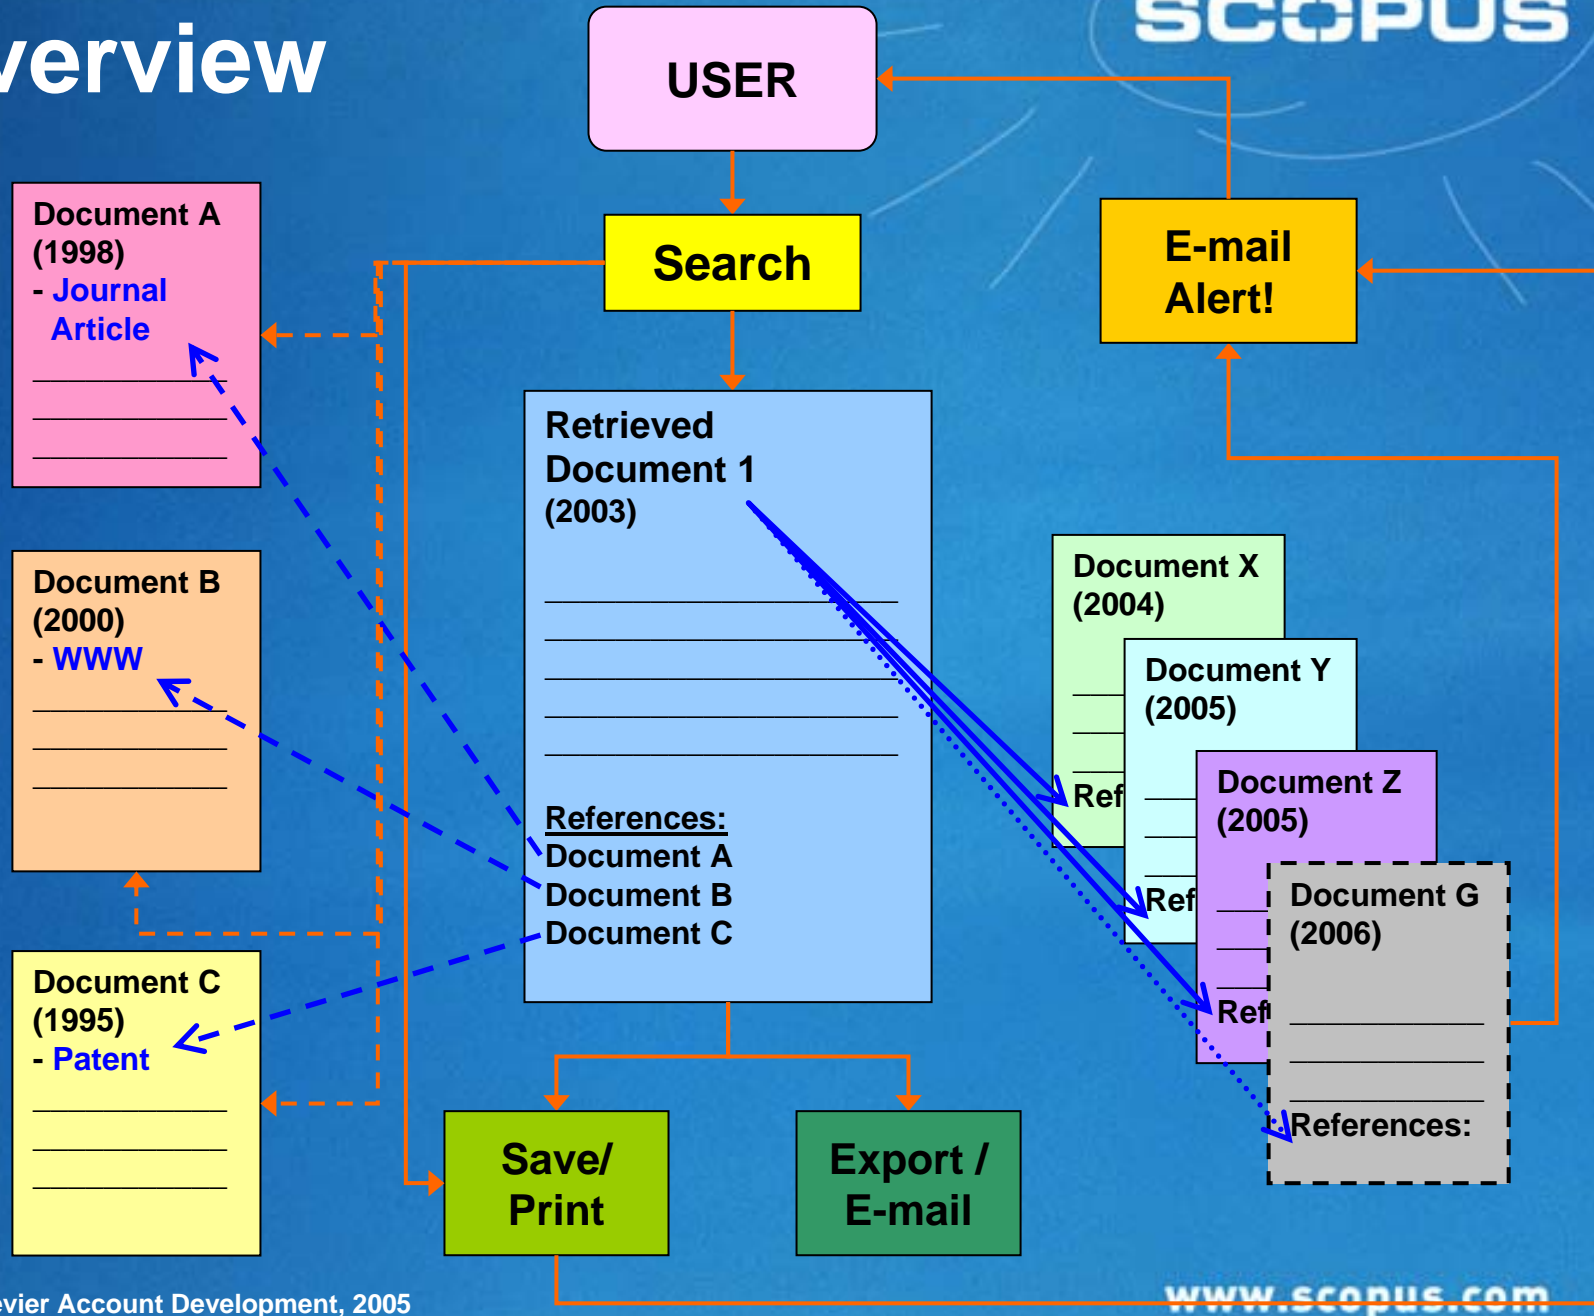 verview
SCOPUS
USER
Document A
(1998)
- Journal
Article
Search
E-mail
Alert!
Retrieved
Document 1
(2003)
References:
Document A
Document B
Document C
Document B
(2000)
- WWW
Document C
(1995)
- Patent
Document X
(2004)
Ref
Document Y
(2005)
Ref
Document Z
(2005)
Ref
Document G
(2006)
References:
Save/
Print
Export /
E-mail
evier Account Development, 2005
www.scopus.com